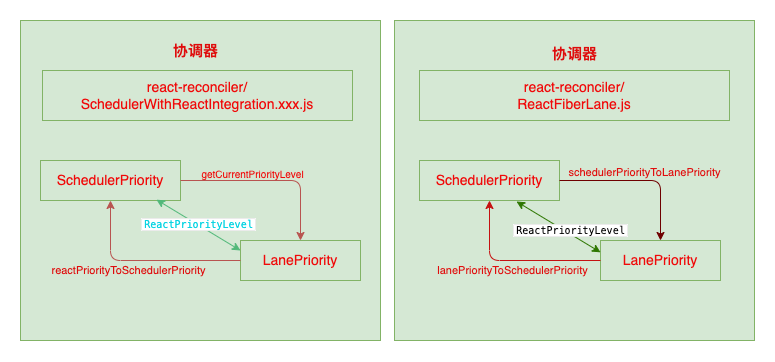 协调器
react-reconciler/
SchedulerWithReactIntegration.xxx.js
SchedulerPriority
getCurrentPriorityLevel
ReactPriorityLevel
LanePriority
reactPriorityToSchedulerPriority
协调器
react-reconciler/
ReactFiberLane.js
SchedulerPriority
schedulerPriorityToLanePriority
ReactPriorityLevel
LanePriority
lanePriorityToSchedulerPriority